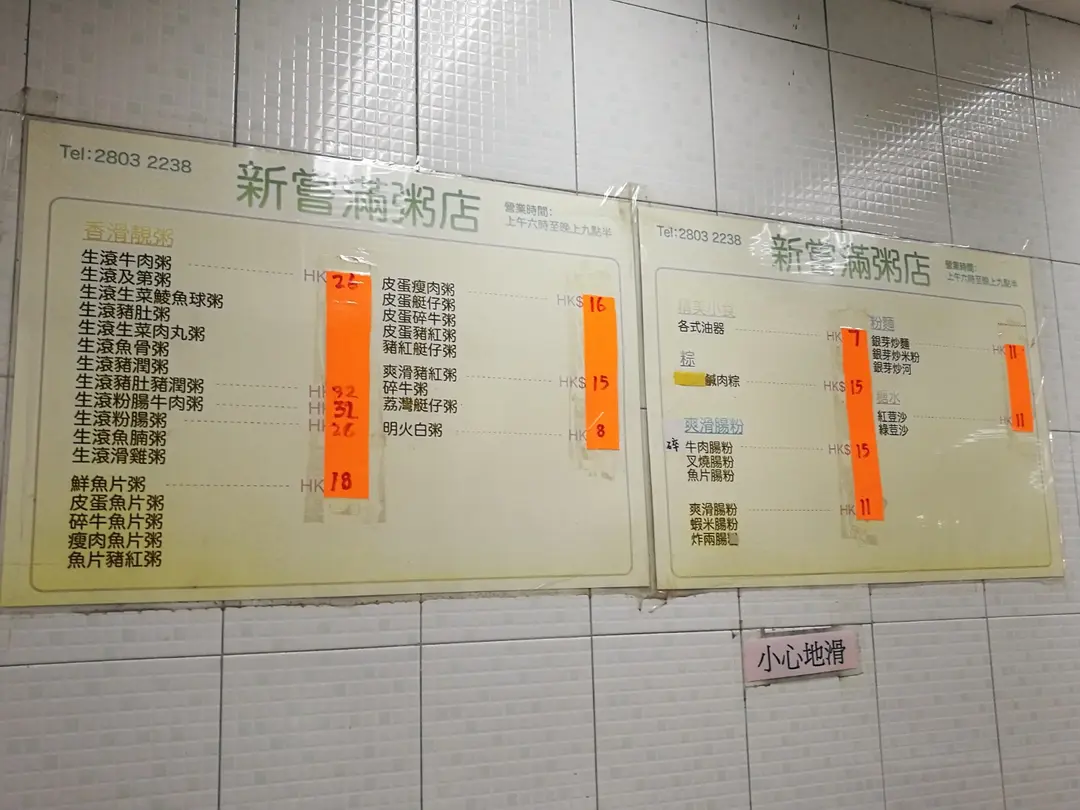 Tel:2803 2238
新嘗滿粥店
營業時間:
上午六時至晚上九點半
香滑靚粥
生滾牛肉粥 HK 26
生滾及第粥
生滾生菜鯪魚球粥
生滾豬肚粥
生滾生菜肉丸粥
生滾魚骨粥
生滾豬潤粥
生滾豬肚豬潤粥 HK 32
生滾粉腸牛肉粥 H 32
生滾粉腸粥 H 26
生滾魚腩粥
生滾滑雞粥
鮮魚片粥 HK 18
皮蛋魚片粥
碎牛魚片粥
瘦肉魚片粥
魚片豬紅粥
皮蛋瘦肉粥 HK$ 16
皮蛋艇仔粥
皮蛋碎牛粥
皮蛋豬紅粥
豬紅艇仔粥
爽滑豬紅粥 HK$ 15
碎牛粥
荔灣艇仔粥
明火白粥 HK 8
Tel:2803 2238
新嘗滿粥店
營業時間:
上午六時至晚上九點半
精美小食
各式油器 HK 7
粽
鹹肉粽 HK$ 15
爽滑腸粉
碎 牛肉腸粉 HK$ 15
叉燒腸粉
魚片腸粉
爽滑腸粉 HK 11
蝦米腸粉
炸兩腸
粉麵
銀芽炒麵 HK 11
銀芽炒米粉
銀芽炒河
糖水
紅荳沙 HK 11
綠荳沙
小心地滑